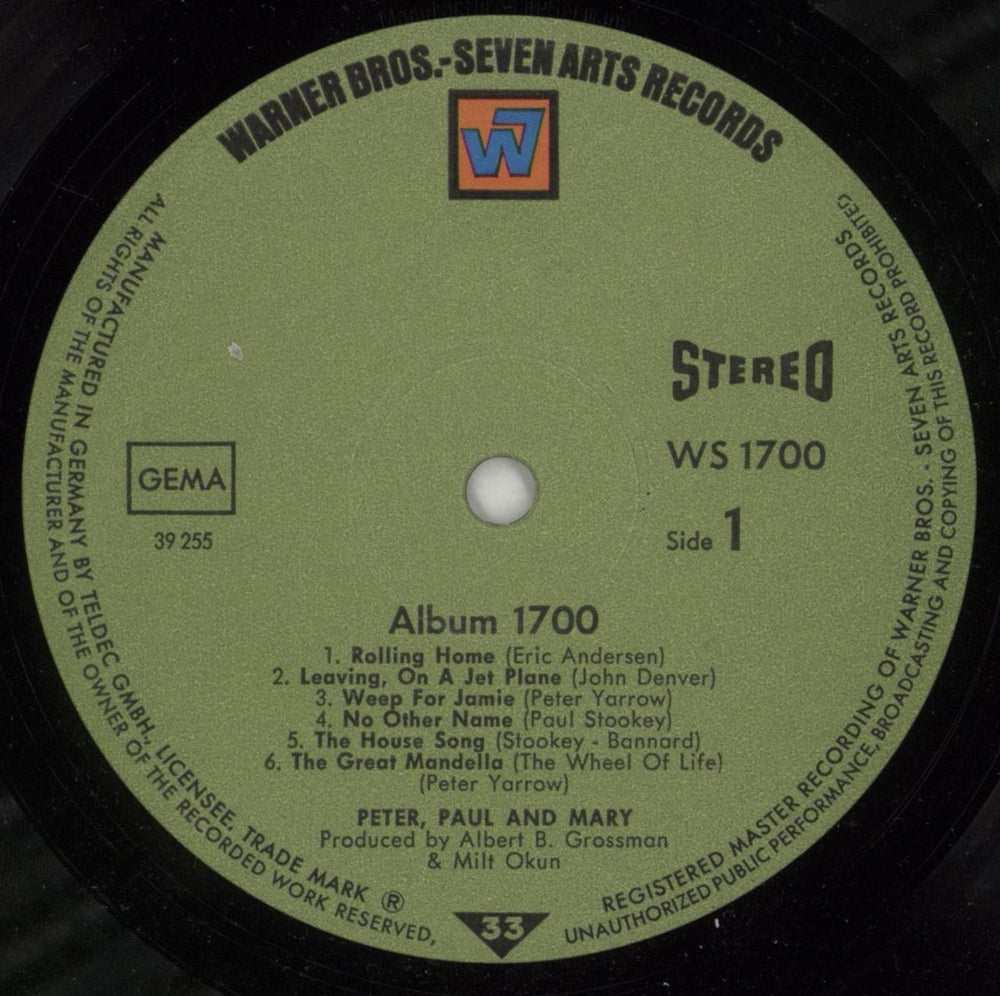 WARNER BROS.-SEVEN ARTS RECORDS
W7
STEREO
WS 1700
Side 1
GEMA
39 255
Album 1700
1. Rolling Home (Eric Andersen)
2. Leaving, On A Jet Plane (John Denver)
3. Weep For Jamie (Peter Yarrow)
4. No Other Name (Paul Stookey)
5. The House Song (Stookey - Bannard)
6. The Great Mandella (The Wheel Of Life)
(Peter Yarrow)
PETER, PAUL AND MARY
Produced by Albert B. Grossman
& Milt Okun
33
MANUFACTURED IN GERMANY BY TELDEC GMBH., LICENSEE, TRADE MARK ®
ALL RIGHTS OF THE MANUFACTURER AND OF THE OWNER OF THE RECORDED WORK RESERVED,
REGISTERED MASTER RECORDING OF WARNER BROS. - SEVEN ARTS RECORDS
UNAUTHORIZED PUBLIC PERFORMANCE, BROADCASTING AND COPYING OF THIS RECORD PROHIBITED